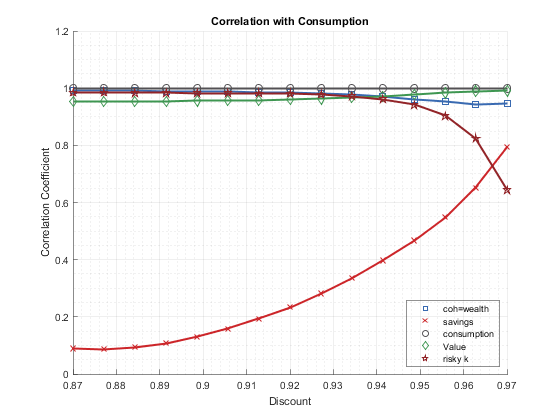 Correlation with Consumption
1.2
1
0.8
0.6
0.4
0.2
0
Correlation Coefficient
0.87 0.88 0.89 0.9 0.91 0.92 0.93 0.94 0.95 0.96 0.97
Discount
coh=wealth
savings
consumption
Value
risky k